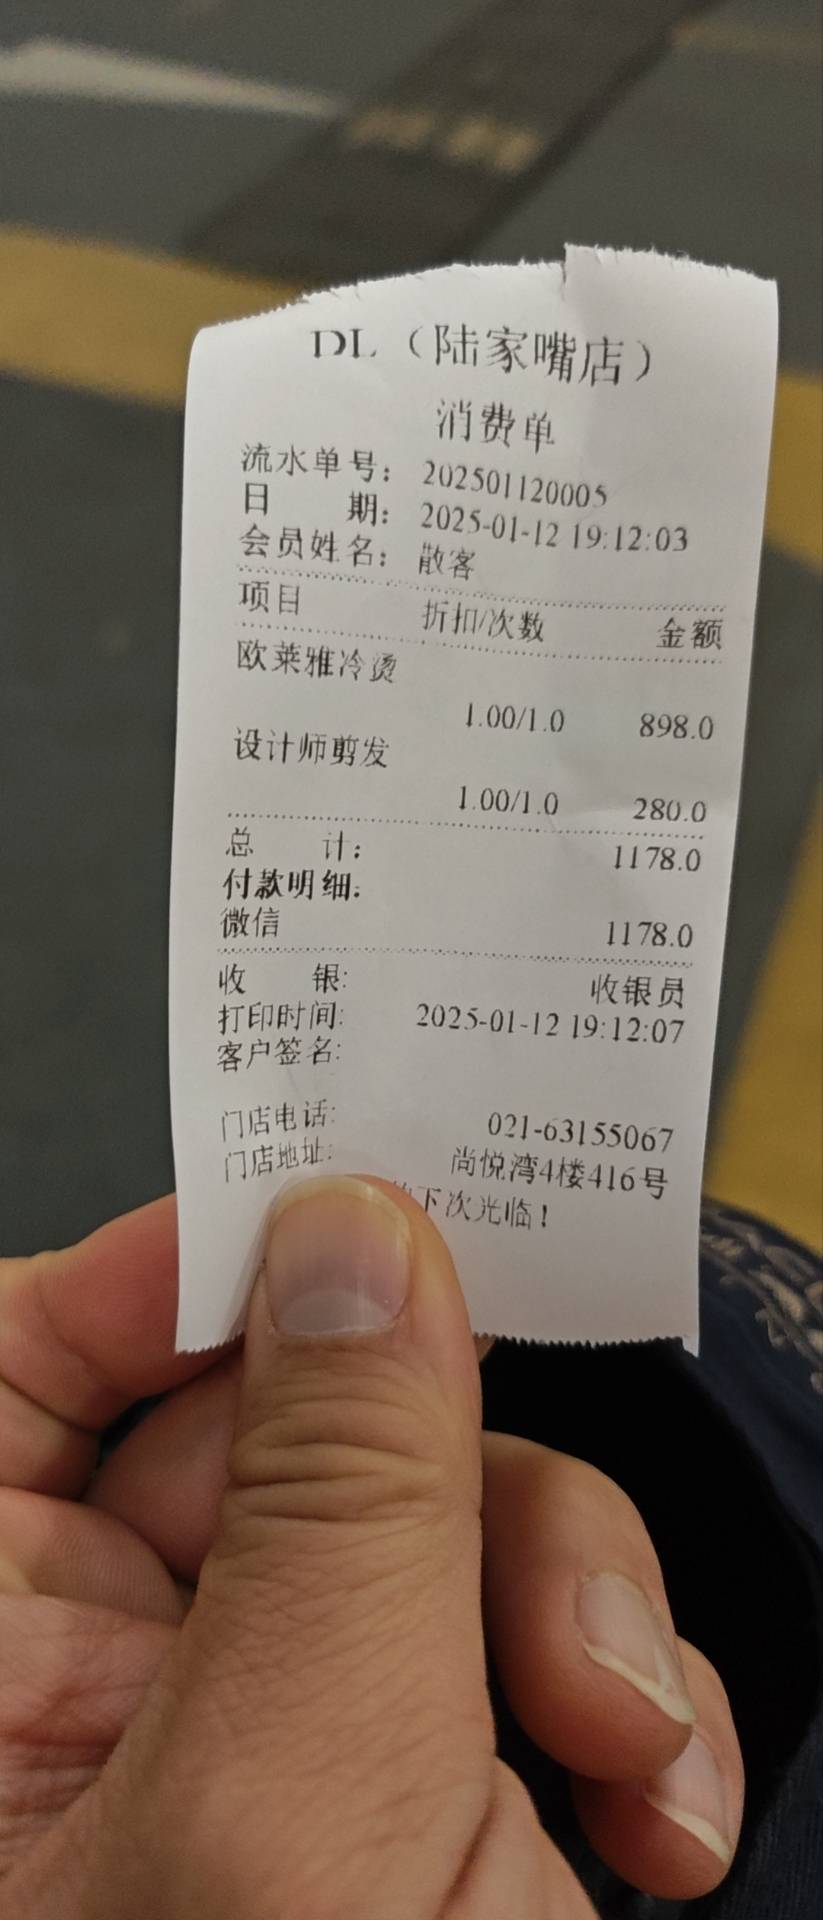 DL（陆家嘴店）
消费单
流水单号：202501120005
日 期：2025-01-12 19:12:03
会员姓名：散客
项目 折扣/次数 金额
欧莱雅冷烫
1.00/1.0 898.0
设计师剪发
1.00/1.0 280.0
总 计：1178.0
付款明细：
微信 1178.0
收 银: 收银员
打印时间: 2025-01-12 19:12:07
客户签名:
门店电话: 021-63155067
门店地址: 尚悦湾4楼416号
下次光临！